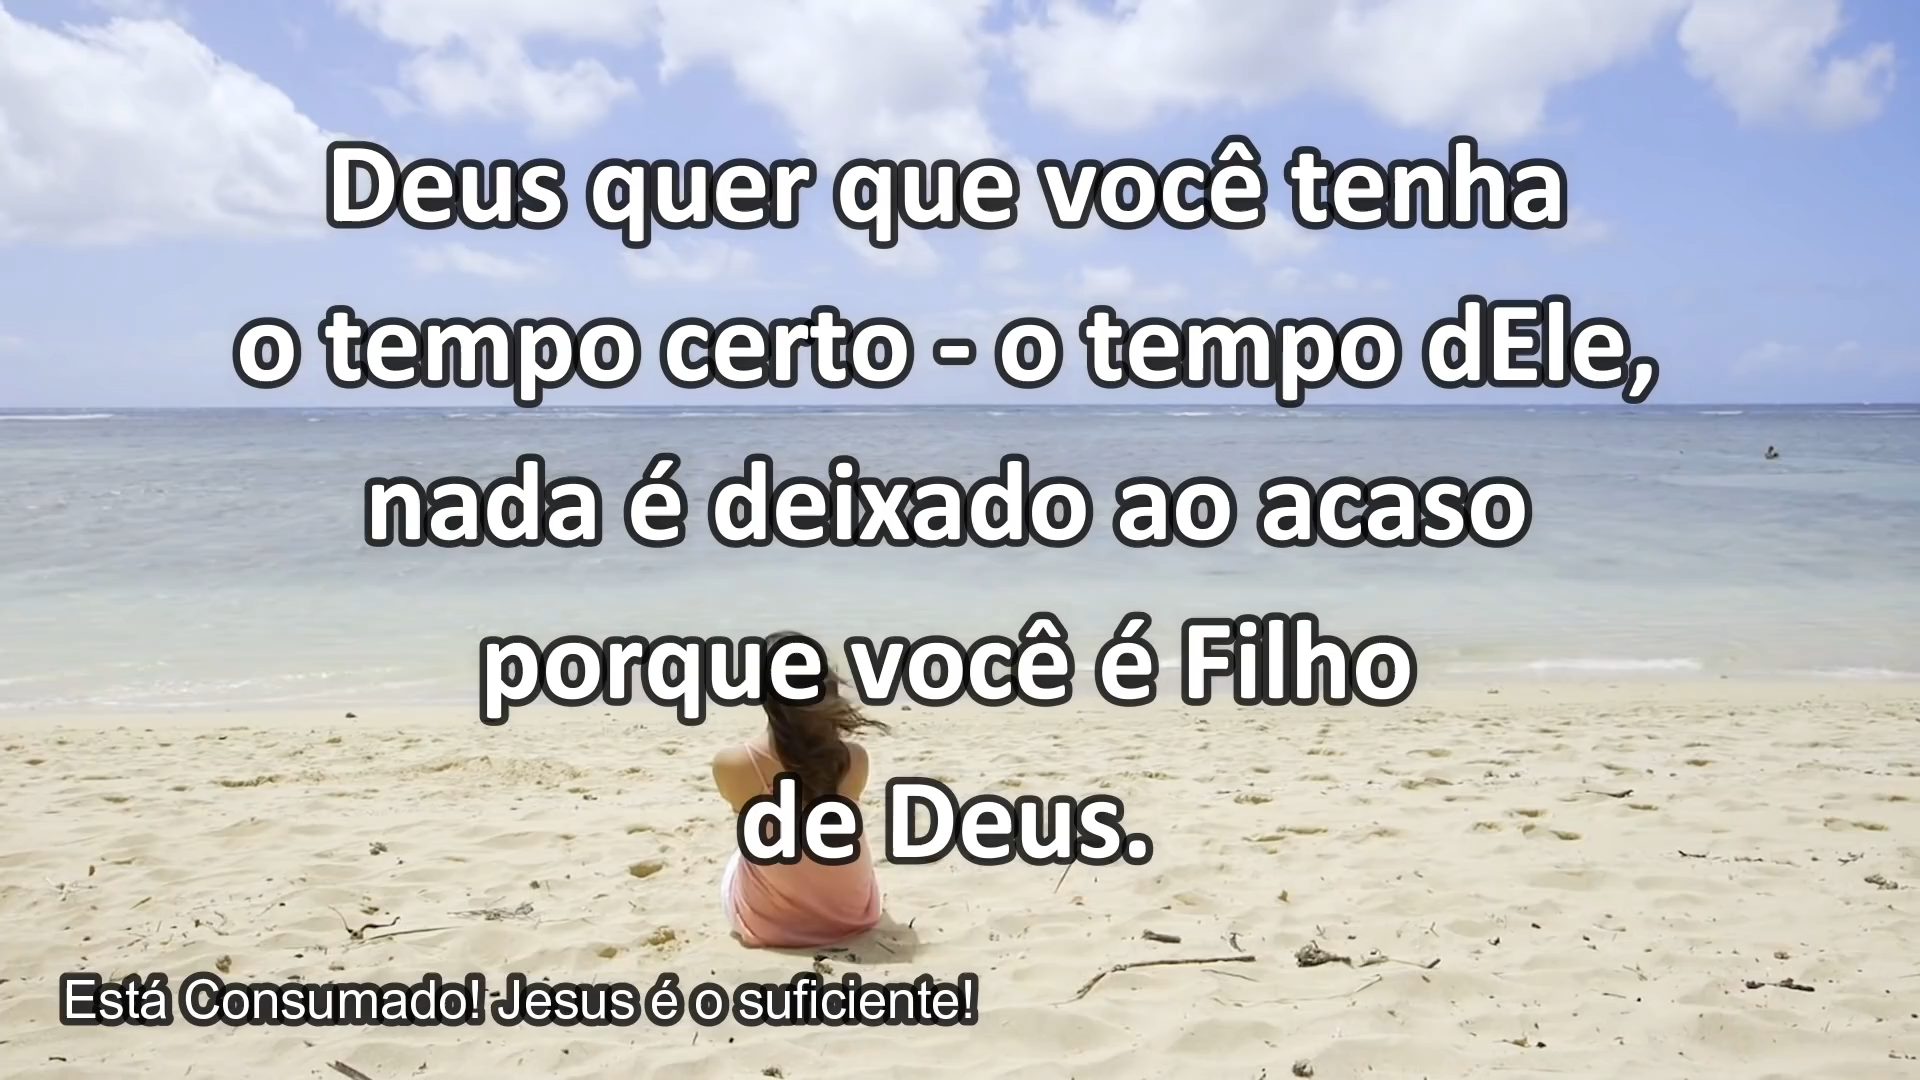 Deus quer que você tenha
o tempo certo - o tempo dEle,
nada é deixado ao acaso
porque você é Filho
de Deus.
Está Consumado! Jesus é o suficiente!